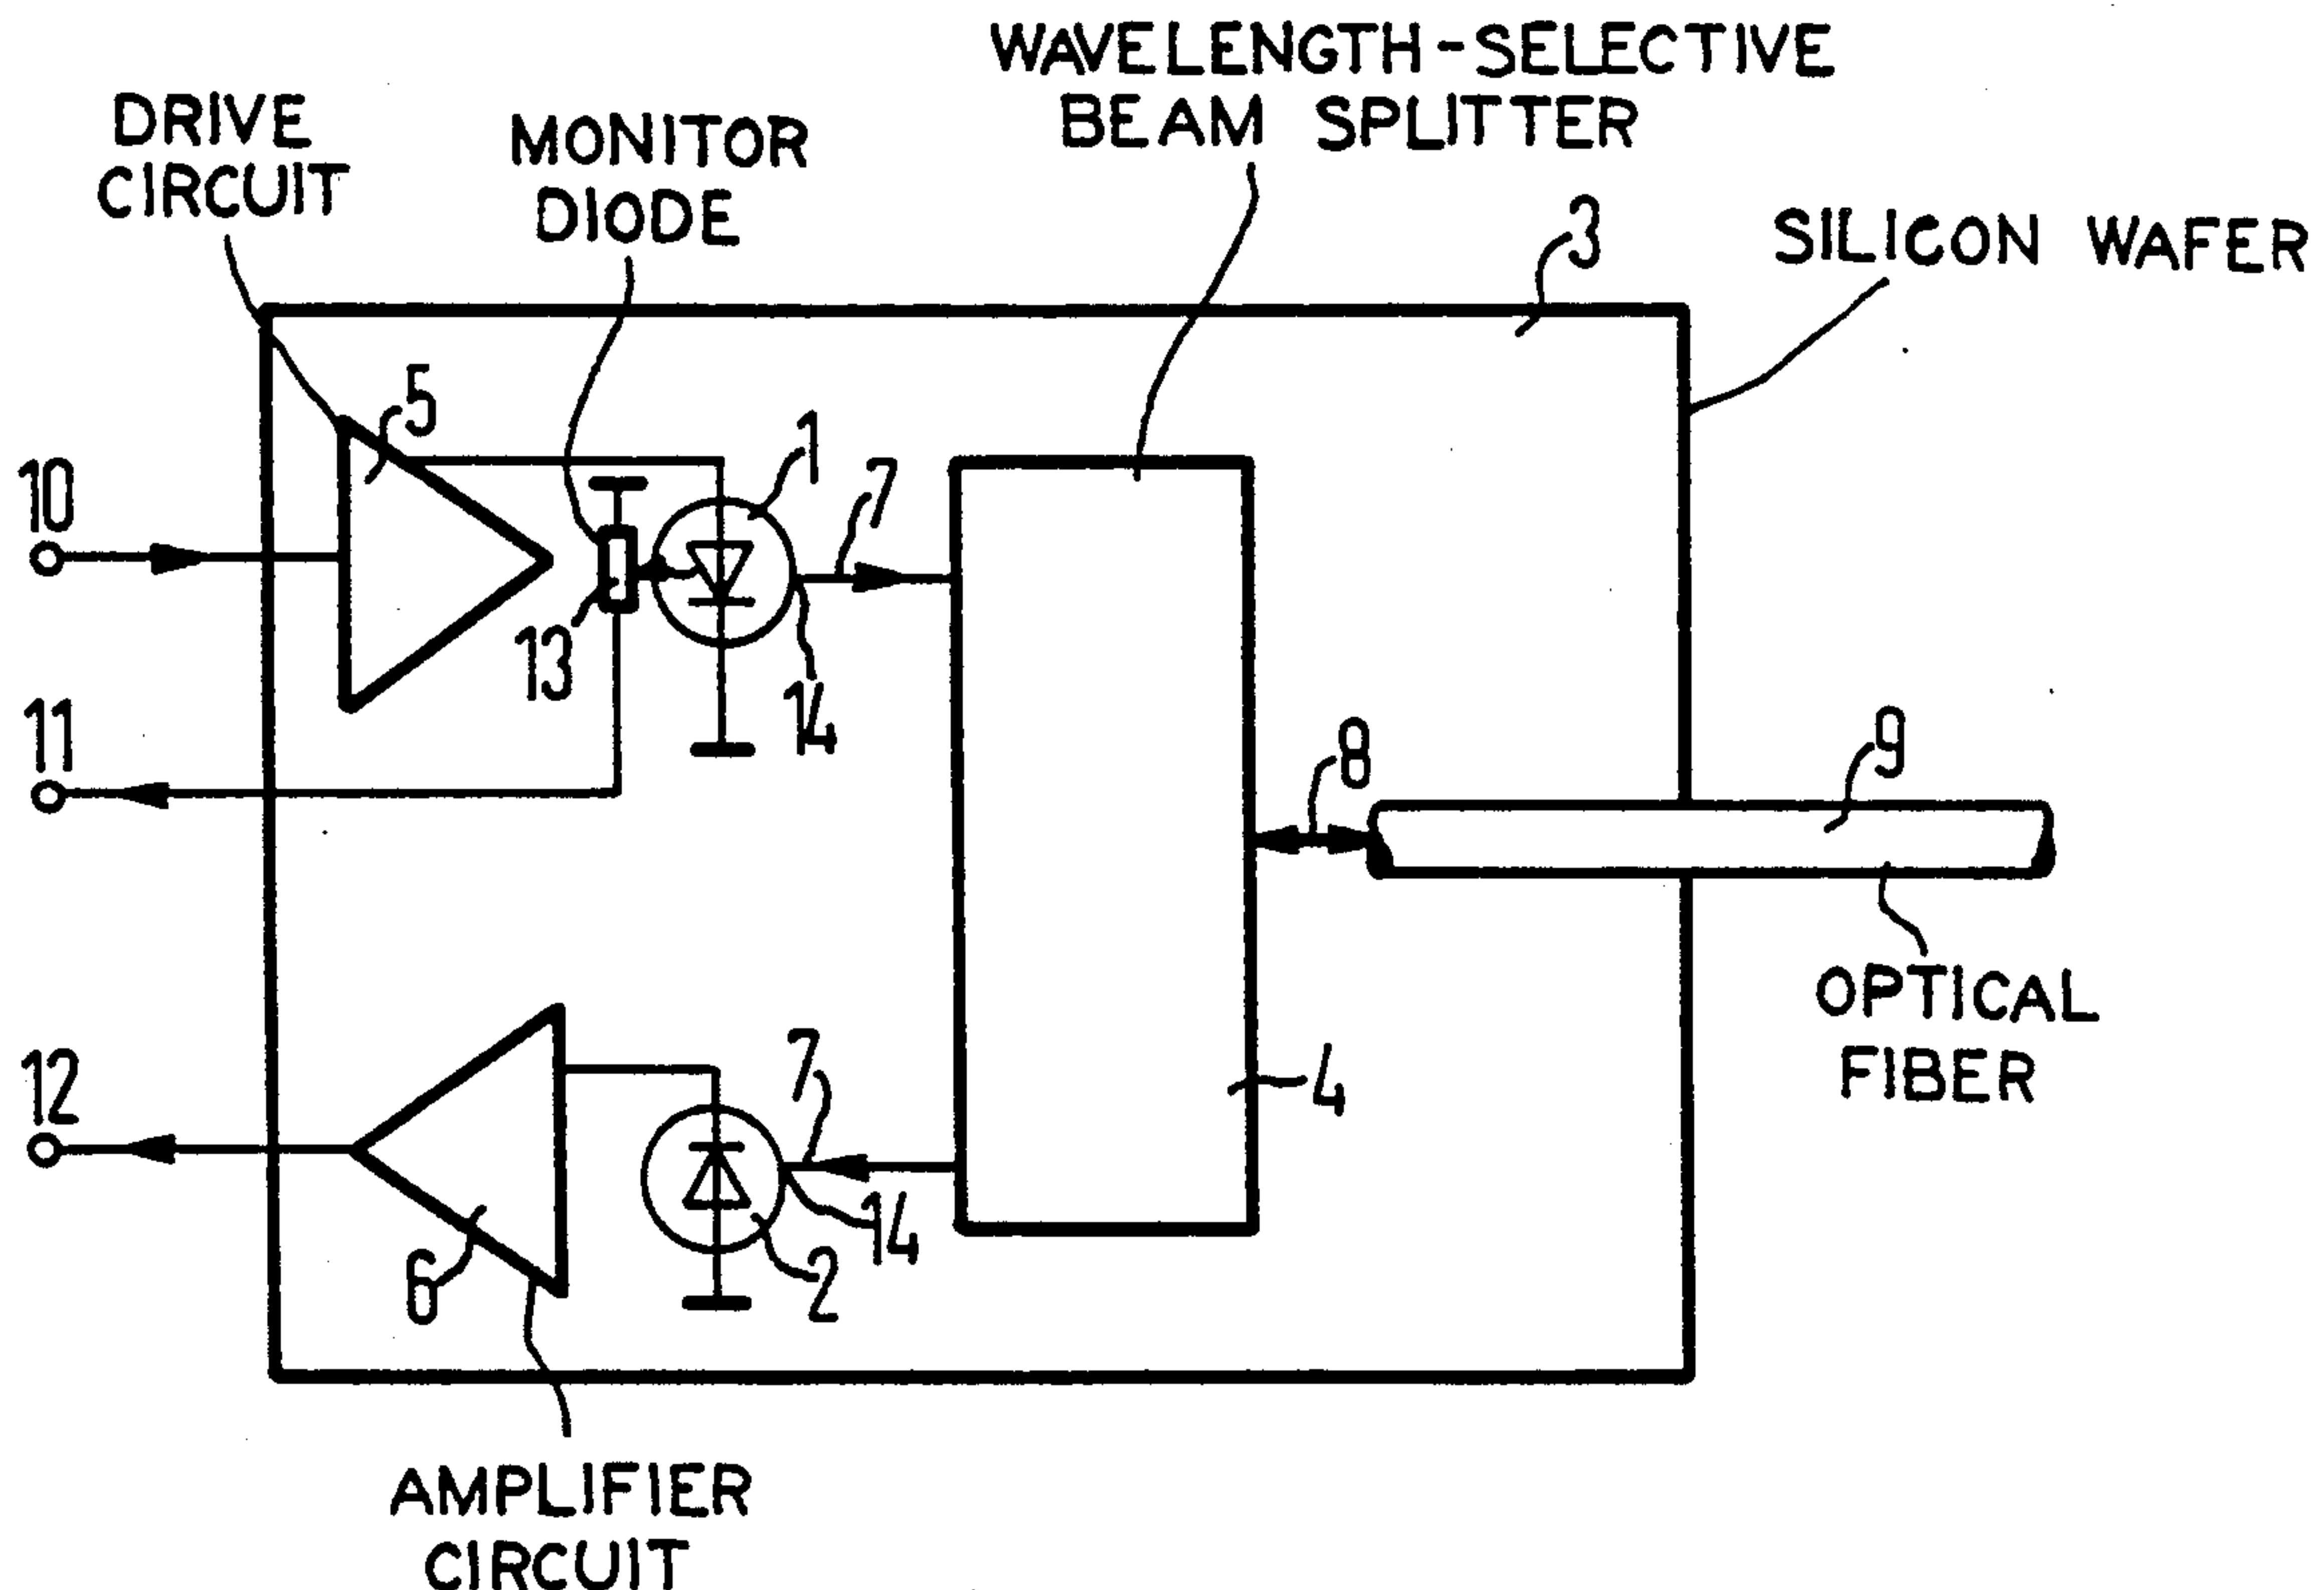 WAVELENGTH-SELECTIVE
BEAM SPLITTER
DRIVE
CIRCUIT
MONITOR
DIODE
3
SILICON WAFER
5
1
7
10
13
14
11
8
9
OPTICAL
FIBER
12
7
4
14
6
2
AMPLIFIER
CIRCUIT